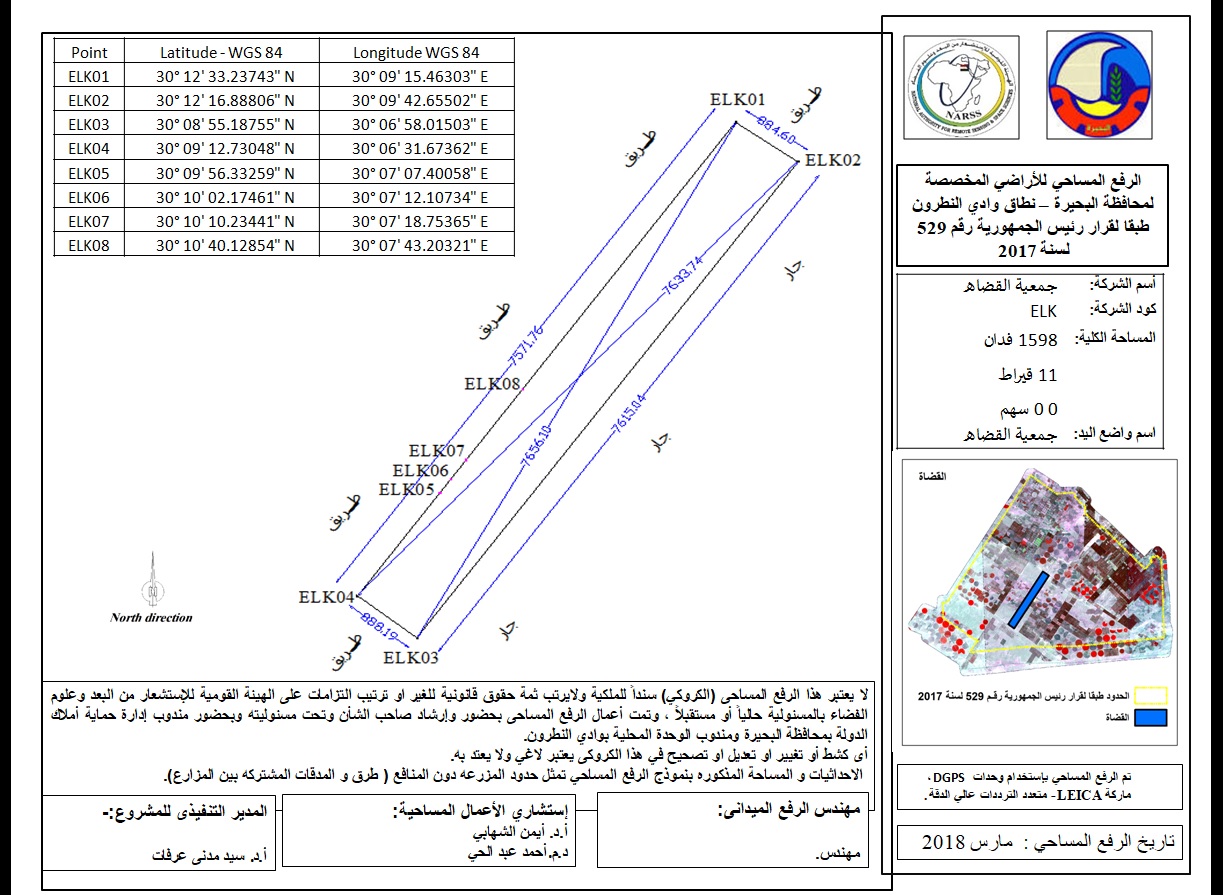 Point Latitude - WGS 84 Longitude WGS 84
ELK01 30° 12' 33.23743" N 30° 09' 15.46303" E
ELK02 30° 12' 16.88806" N 30° 09' 42.65502" E
ELK03 30° 08' 55.18755" N 30° 06' 58.01503" E
ELK04 30° 09' 12.73048" N 30° 06' 31.67362" E
ELK05 30° 09' 56.33259" N 30° 07' 07.40058" E
ELK06 30° 10' 02.17461" N 30° 07' 12.10734" E
ELK07 30° 10' 10.23441" N 30° 07' 18.75365" E
ELK08 30° 10' 40.12854" N 30° 07' 43.20321" E
ELK01
طريق
884.60
ELK02
طريق
جار
7633.74
طريق
7571.76
ELK08
7615.04
جار
7656.10
ELK07
ELK06
ELK05
طريق
ELK04
888.19
جار
طريق
ELK03
North direction
NARSS
NATIONAL AUTHORITY FOR REMOTE SENSING & SPACE SCIENCES
البحيرة
الرفع المساحي للأراضي المخصصة
لمحافظة البحيرة – نطاق وادي النطرون
طبقا لقرار رئيس الجمهورية رقم 529
لسنة 2017
أسم الشركة: جمعية القضاه
كود الشركة: ELK
المساحة الكلية: 1598 فدان
11 قيراط
0 0 سهم
اسم واضع اليد: جمعية القضاه
القضاة
الحدود طبقا لقرار رئيس الجمهورية رقم 529 لسنة 2017
القضاة
تم الرفع المساحي بإستخدام وحدات DGPS،
ماركة LEICA- متعدد الترددات عالي الدقة.
تاريخ الرفع المساحي : مارس 2018
لا يعتبر هذا الرفع المساحى (الكروكي) سنداً للملكية ولايرتب ثمة حقوق قانونية للغير او ترتيب التزامات على الهيئة القومية للإستشعار من البعد وعلوم
الفضاء بالمسئولية حالياً أو مستقبلاً ، وتمت أعمال الرفع المساحى بحضور وإرشاد صاحب الشأن وتحت مسئوليته وبحضور مندوب إدارة حماية أملاك
الدولة بمحافظة البحيرة ومندوب الوحدة المحلية بوادي النطرون.
أى كشط أو تغيير او تعديل او تصحيح في هذا الكروكى يعتبر لاغي ولا يعتد به.
الاحداثيات و المساحة المذكوره بنموذج الرفع المساحي تمثل حدود المزرعه دون المنافع ( طرق و المدقات المشتركه بين المزارع).
مهندس الرفع الميدانى:
مهندس.
إستشاري الأعمال المساحية:
أ.د. أيمن الشهابي
د.م.أحمد عبد الحي
المدير التنفيذى للمشروع:-
أ.د. سيد مدنى عرفات